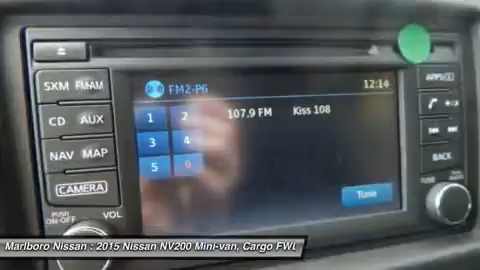 SXM FM·AM
CD AUX
NAV MAP
CAMERA
PUSH
ON·OFF
VOL
FM2-P6
12:14
1 2
107.9 FM Kiss 108
3 4
5 6
Tune
APPS
BACK
TUNE
AUDIO
Marlboro Nissan : 2015 Nissan NV200 Mini-van, Cargo FWD